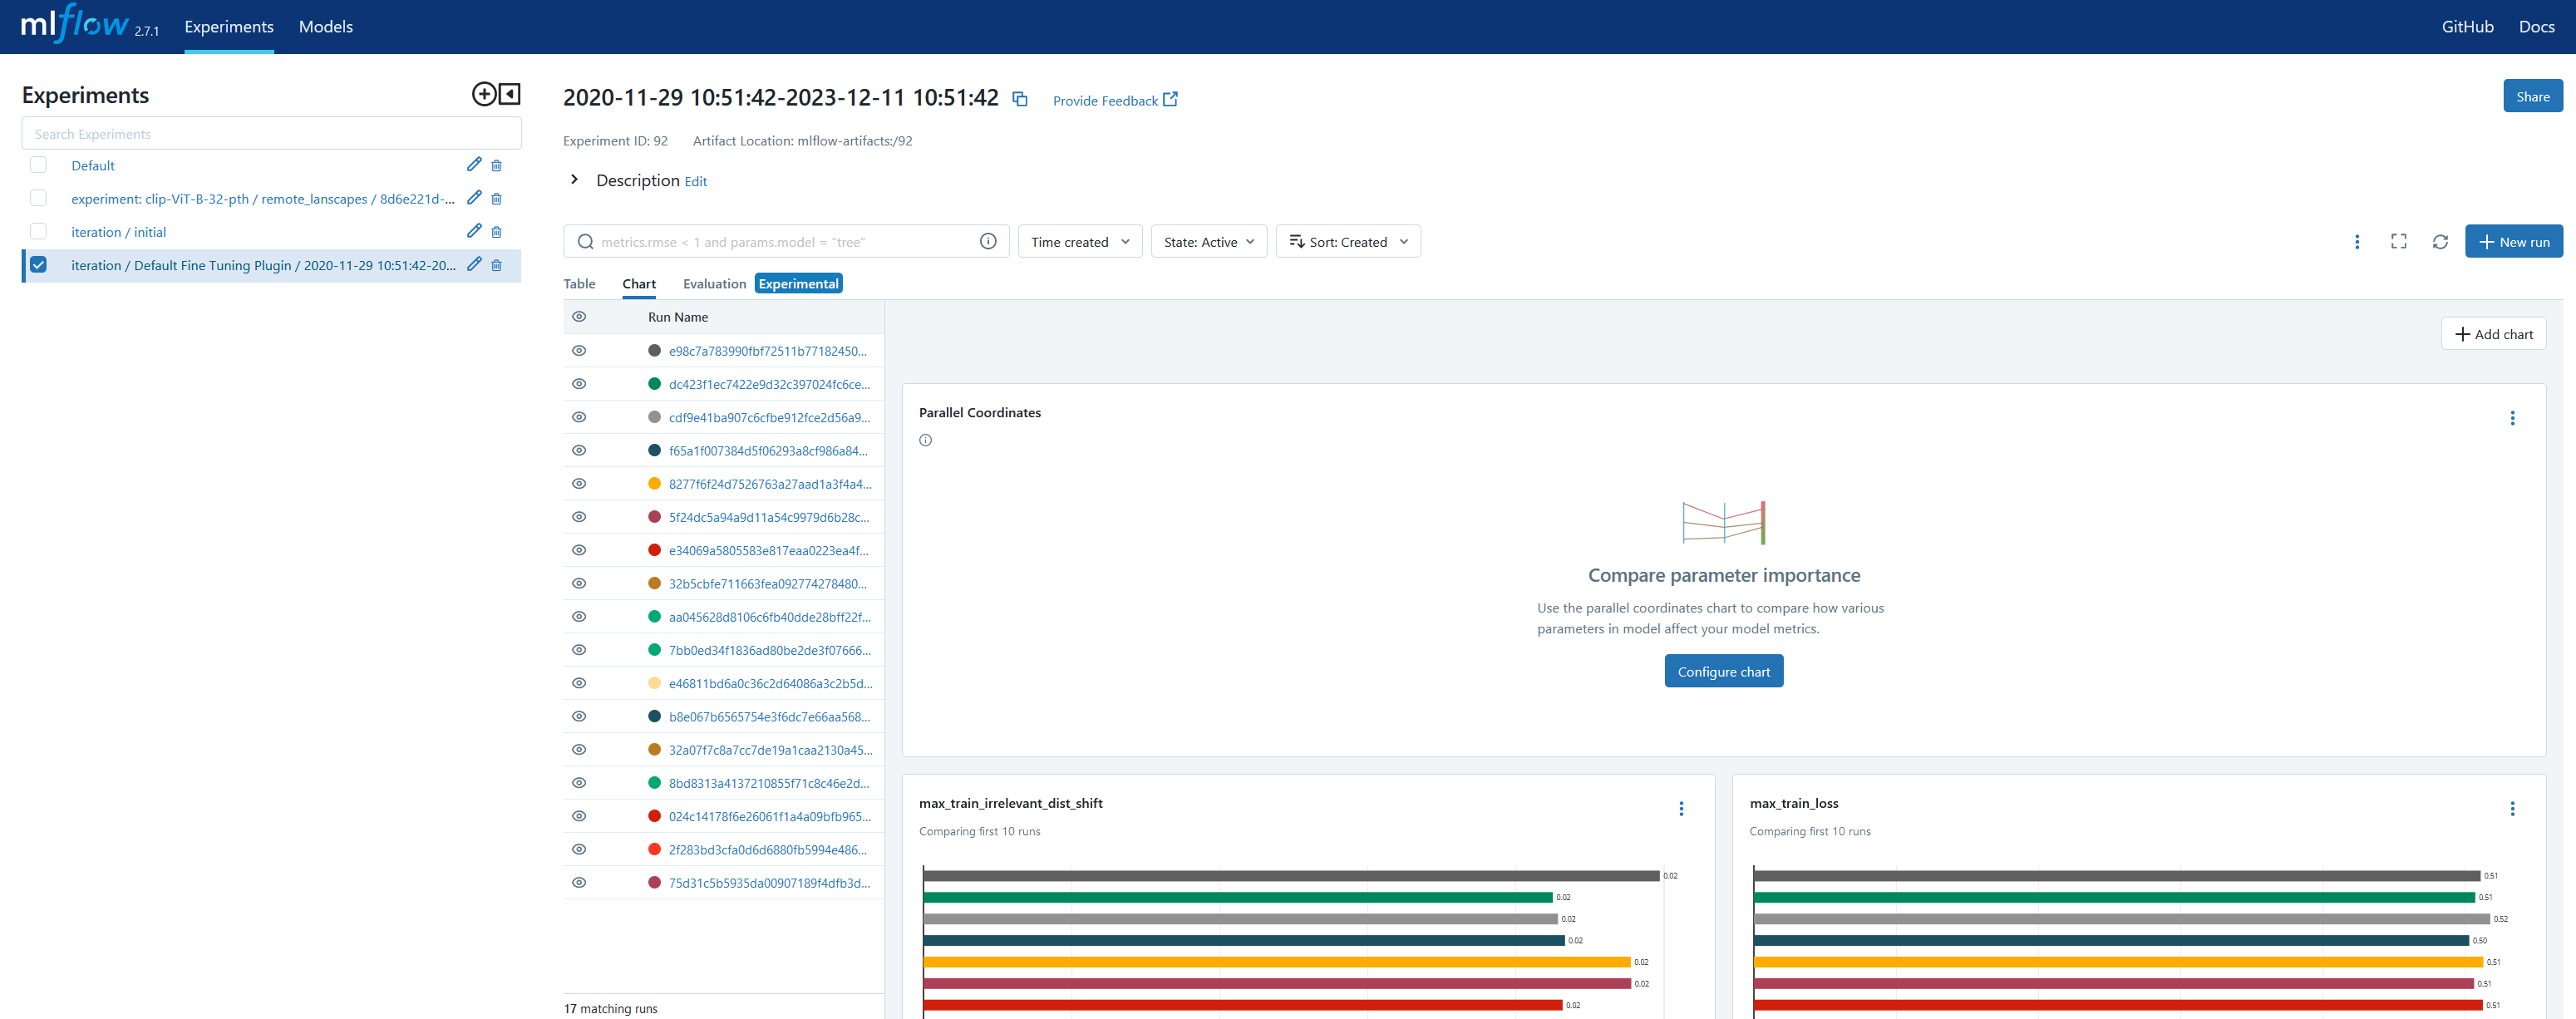 mlflow 2.7.1 Experiments Models GitHub Docs
Experiments
Search Experiments
Default
experiment: clip-ViT-B-32-pth / remote_lanscapes / 8d6e221d-...
iteration / initial
iteration / Default Fine Tuning Plugin / 2020-11-29 10:51:42-20...
2020-11-29 10:51:42-2023-12-11 10:51:42 Provide Feedback Share
Experiment ID: 92 Artifact Location: mlflow-artifacts:/92
Description Edit
metrics.rmse < 1 and params.model = "tree" Time created State: Active Sort: Created New run
Table Chart Evaluation Experimental
Run Name
e98c7a783990fbf72511b77182450...
dc423f1ec7422e9d32c397024fc6ce...
cdf9e41ba907c6cfbe912fce2d56a9...
f65a1f007384d5f06293a8cf986a84...
8277f6f24d7526763a27aad1a3f4a4...
5f24dc5a94a9d11a54c9979d6b28c...
e34069a5805583e817eaa0223ea4f...
32b5cbfe711663fea092774278480...
aa045628d8106c6fb40dde28bff22f...
7bb0ed34f1836ad80be2de3f07666...
e46811bd6a0c36c2d64086a3c2b5d...
b8e067b6565754e3f6dc7e66aa568...
32a07f7c8a7cc7de19a1caa2130a45...
8bd8313a4137210855f71c8c46e2d...
024c14178f6e26061f1a4a09bfb965...
2f283bd3cfa0d6d6880fb5994e486...
75d31c5b5935da00907189f4dfb3d...
17 matching runs
Add chart
Parallel Coordinates
Compare parameter importance
Use the parallel coordinates chart to compare how various
parameters in model affect your model metrics.
Configure chart
max_train_irrelevant_dist_shift
Comparing first 10 runs
0.02
0.02
0.02
0.02
0.02
0.02
0.02
max_train_loss
Comparing first 10 runs
0.51
0.51
0.52
0.50
0.51
0.51
0.51